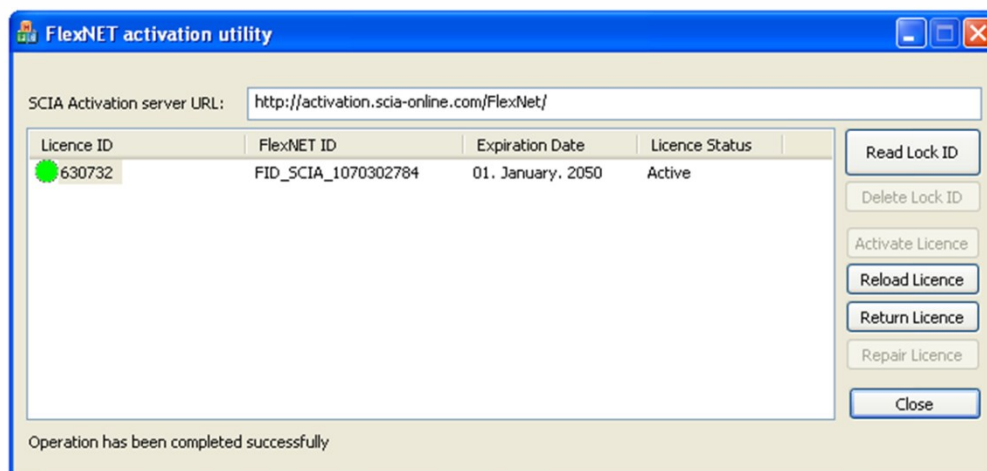 FlexNET activation utility
SCIA Activation server URL: http://activation.scia-online.com/FlexNet/
Licence ID FlexNET ID Expiration Date Licence Status
630732 FID_SCIA_1070302784 01. January. 2050 Active
Read Lock ID
Delete Lock ID
Activate Licence
Reload Licence
Return Licence
Repair Licence
Close
Operation has been completed successfully